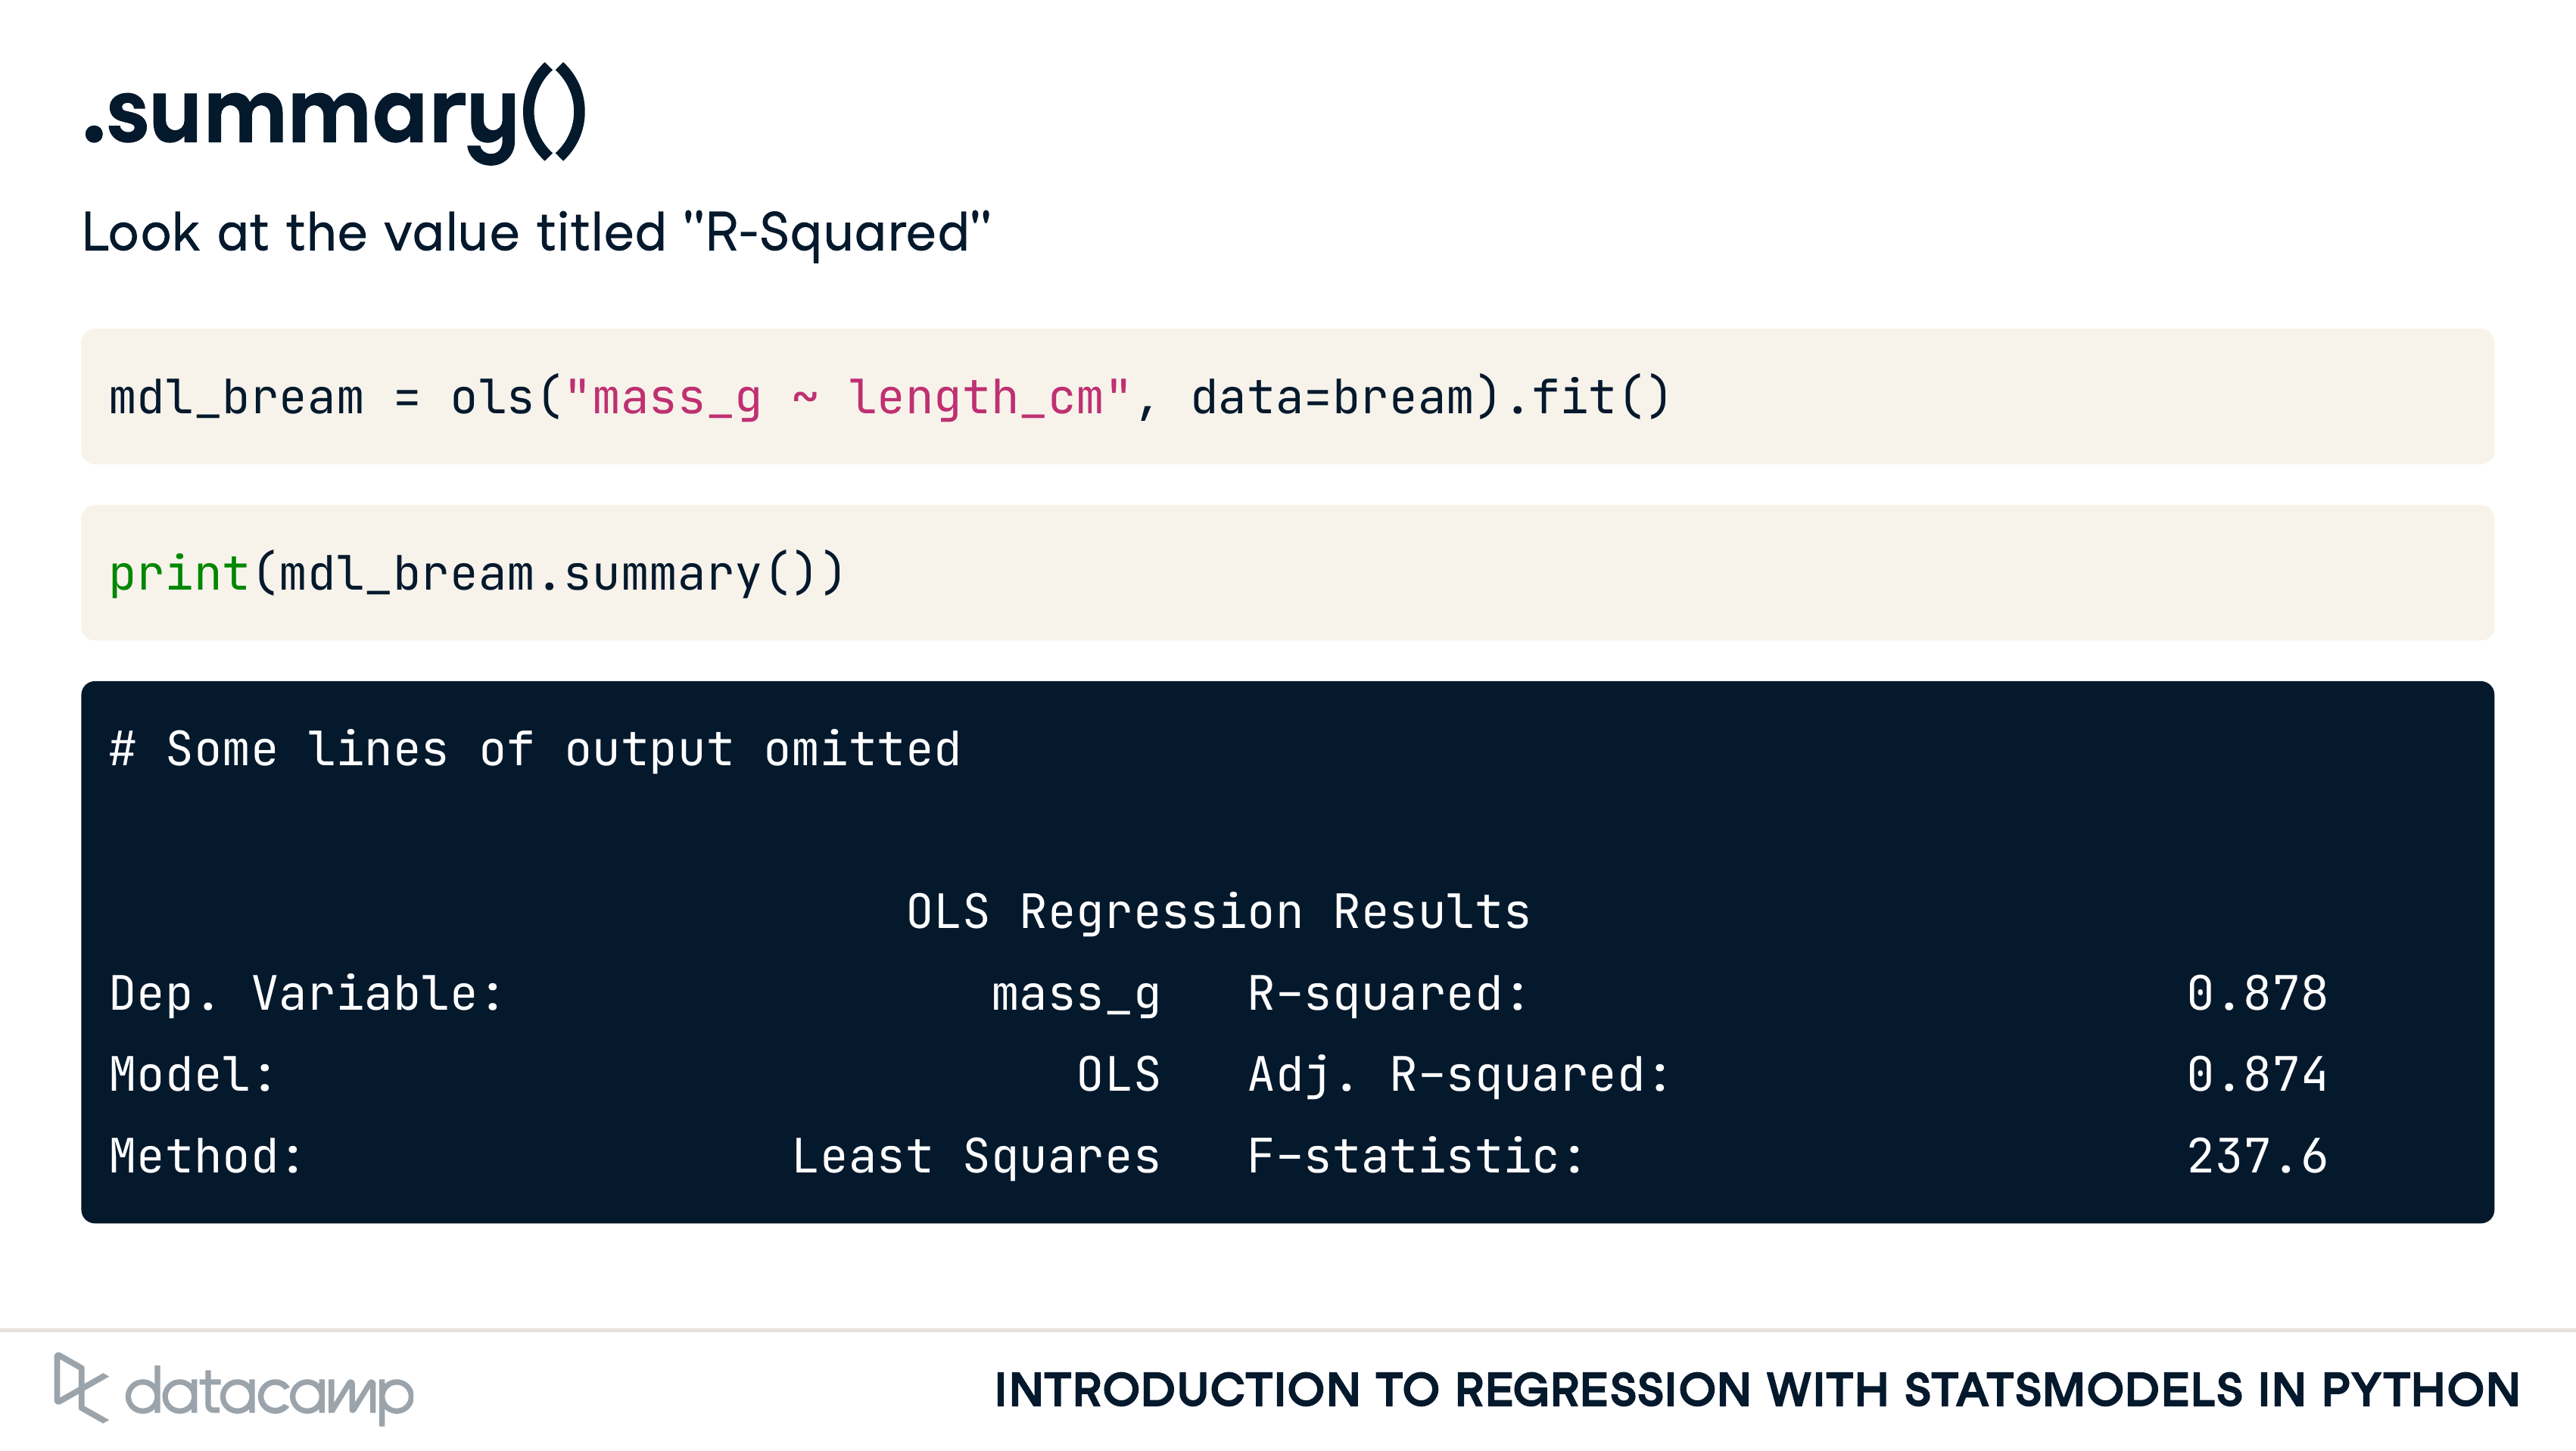 .summary()
Look at the value titled "R-Squared"
mdl_bream = ols("mass_g ~ length_cm", data=bream).fit()
print(mdl_bream.summary())
# Some lines of output omitted
OLS Regression Results
Dep. Variable: mass_g R-squared: 0.878
Model: OLS Adj. R-squared: 0.874
Method: Least Squares F-statistic: 237.6
datacamp
INTRODUCTION TO REGRESSION WITH STATSMODELS IN PYTHON